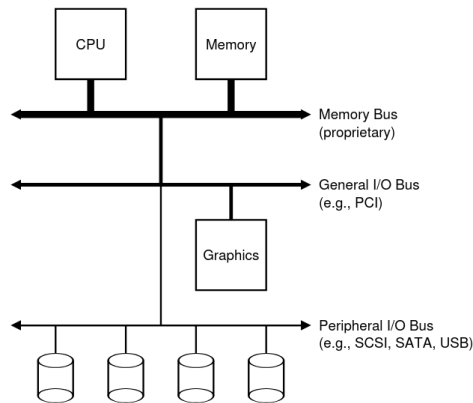 CPU
Memory
Memory Bus
(proprietary)
General I/O Bus
(e.g., PCI)
Graphics
Peripheral I/O Bus
(e.g., SCSI, SATA, USB)